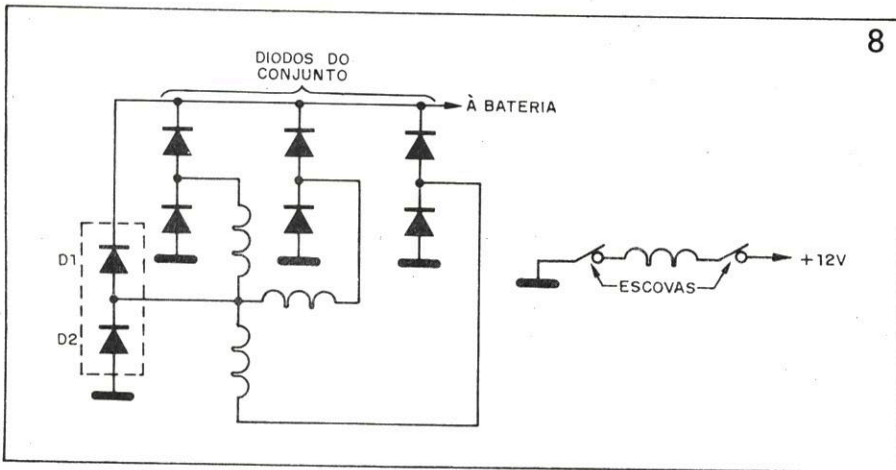 8
DIODOS DO
CONJUNTO
À BATERIA
D1
D2
+12V
ESCOVAS